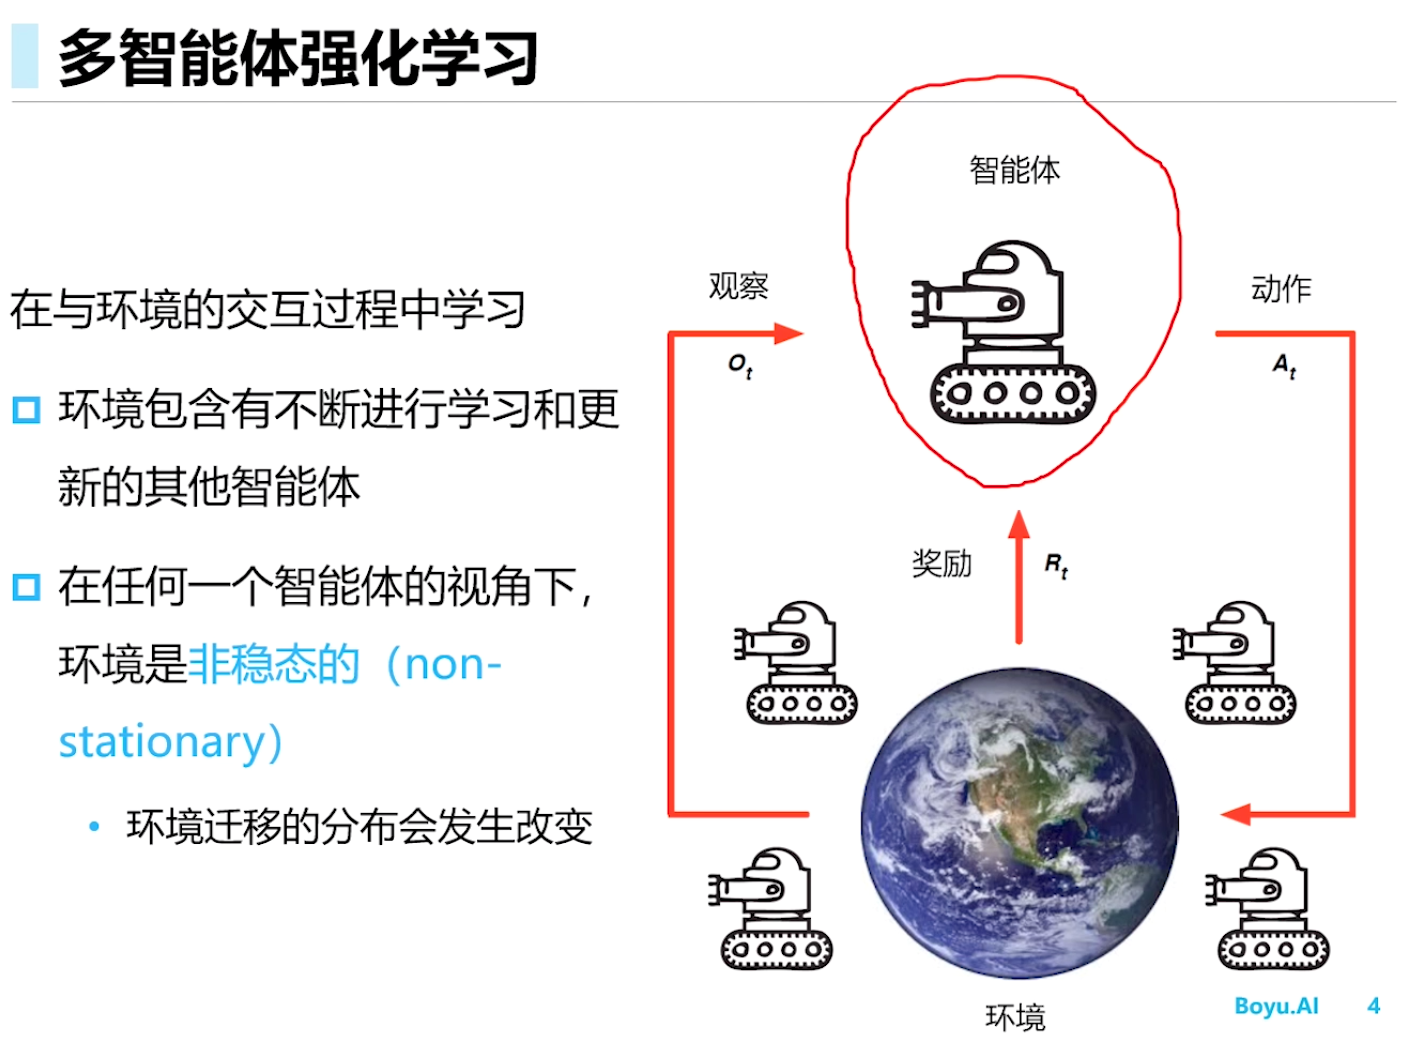 多智能体强化学习
在与环境的交互过程中学习
环境包含有不断进行学习和更
新的其他智能体
在任何一个智能体的视角下，
环境是非稳态的（non-
stationary）
• 环境迁移的分布会发生改变
智能体
观察
Ot
动作
At
奖励
Rt
环境
Boyu.AI
4